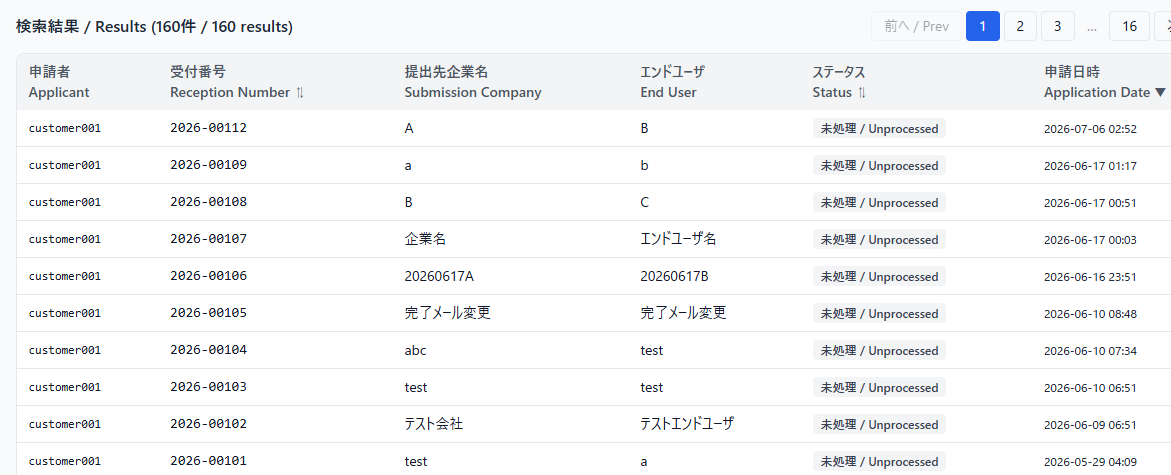 検索結果 / Results (160件 / 160 results)
前へ / Prev 1 2 3 ... 16
申請者 受付番号 提出先企業名 エンドユーザ ステータス 申請日時
Applicant Reception Number ⇅ Submission Company End User Status ⇅ Application Date ▼
customer001 2026-00112 A B 未処理 / Unprocessed 2026-07-06 02:52
customer001 2026-00109 a b 未処理 / Unprocessed 2026-06-17 01:17
customer001 2026-00108 B C 未処理 / Unprocessed 2026-06-17 00:51
customer001 2026-00107 企業名 エンドユーザ名 未処理 / Unprocessed 2026-06-17 00:03
customer001 2026-00106 20260617A 20260617B 未処理 / Unprocessed 2026-06-16 23:51
customer001 2026-00105 完了メール変更 完了メール変更 未処理 / Unprocessed 2026-06-10 08:48
customer001 2026-00104 abc test 未処理 / Unprocessed 2026-06-10 07:34
customer001 2026-00103 test test 未処理 / Unprocessed 2026-06-10 06:51
customer001 2026-00102 テスト会社 テストエンドユーザ 未処理 / Unprocessed 2026-06-09 06:51
customer001 2026-00101 test a 未処理 / Unprocessed 2026-05-29 04:09